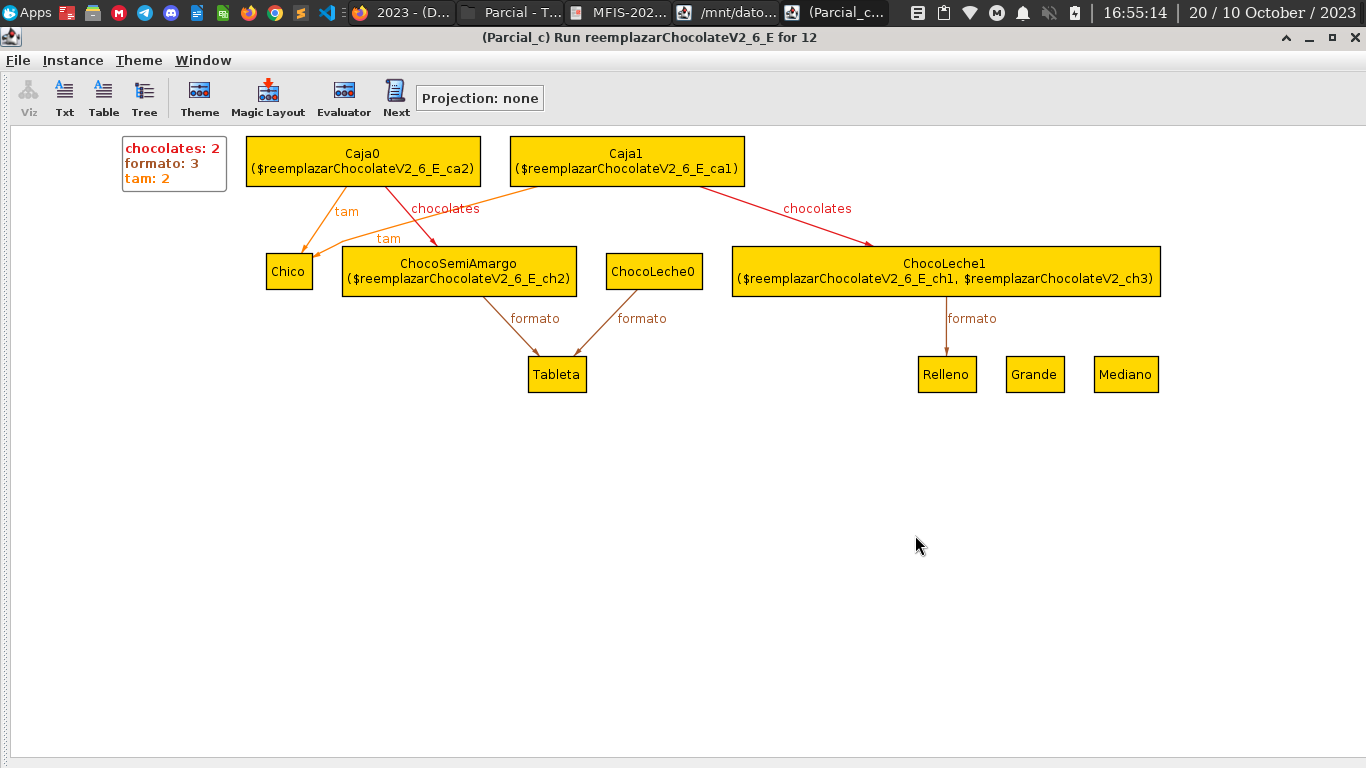 Apps
2023 - (D...
Parcial - T...
MFIS-202...
/mnt/dato...
(Parcial_c...
16:55:14
20 / 10 October / 2023
(Parcial_c) Run reemplazarChocolateV2_6_E for 12
File Instance Theme Window
Viz Txt Table Tree Theme Magic Layout Evaluator Next
Projection: none
chocolates: 2
formato: 3
tam: 2
Caja0
($reemplazarChocolateV2_6_E_ca2)
Caja1
($reemplazarChocolateV2_6_E_ca1)
tam
chocolates
chocolates
tam
Chico
ChocoSemiAmargo
($reemplazarChocolateV2_6_E_ch2)
ChocoLeche0
ChocoLeche1
($reemplazarChocolateV2_6_E_ch1, $reemplazarChocolateV2_ch3)
formato
formato
formato
Tableta
Relleno
Grande
Mediano